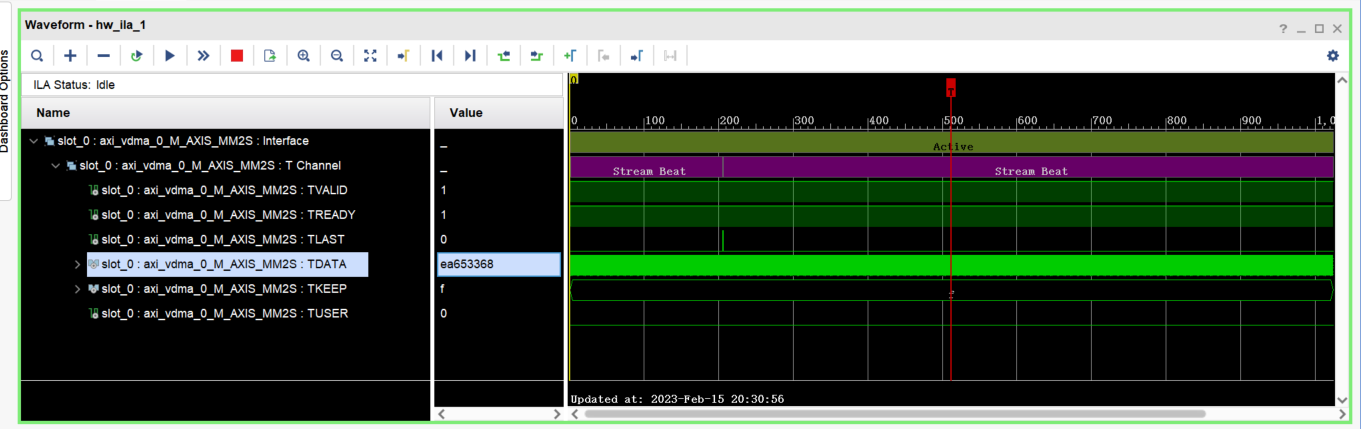 Waveform - hw_ila_1
Dashboard Options
ILA Status: Idle
Name Value
slot_0 : axi_vdma_0_M_AXIS_MM2S : Interface _
slot_0 : axi_vdma_0_M_AXIS_MM2S : T Channel _
slot_0 : axi_vdma_0_M_AXIS_MM2S : TVALID 1
slot_0 : axi_vdma_0_M_AXIS_MM2S : TREADY 1
slot_0 : axi_vdma_0_M_AXIS_MM2S : TLAST 0
slot_0 : axi_vdma_0_M_AXIS_MM2S : TDATA ea653368
slot_0 : axi_vdma_0_M_AXIS_MM2S : TKEEP f
slot_0 : axi_vdma_0_M_AXIS_MM2S : TUSER 0
0
T
0 100 200 300 400 500 600 700 800 900 1,0
Active
Stream Beat Stream Beat
Updated at: 2023-Feb-15 20:30:56